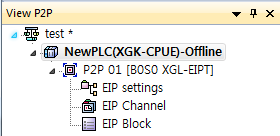 View P2P
test *
NewPLC(XGK-CPUE)-Offline
P2P 01 [B0S0 XGL-EIPT]
EIP settings
EIP Channel
EIP Block